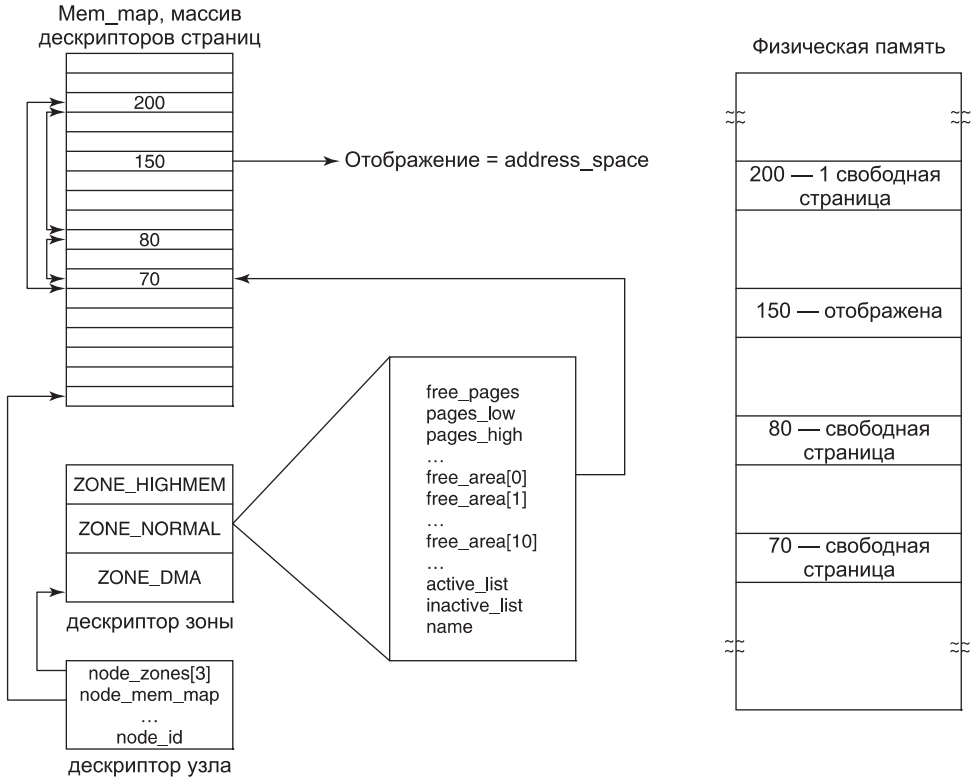 Mem_map, массив
дескрипторов страниц
200
150
80
70
Отображение = address_space
free_pages
pages_low
pages_high
...
free_area[0]
free_area[1]
...
free_area[10]
...
active_list
inactive_list
name
ZONE_HIGHMEM
ZONE_NORMAL
ZONE_DMA
дескриптор зоны
node_zones[3]
node_mem_map
...
node_id
дескриптор узла
Физическая память
200 — 1 свободная
страница
150 — отображена
80 — свободная
страница
70 — свободная
страница